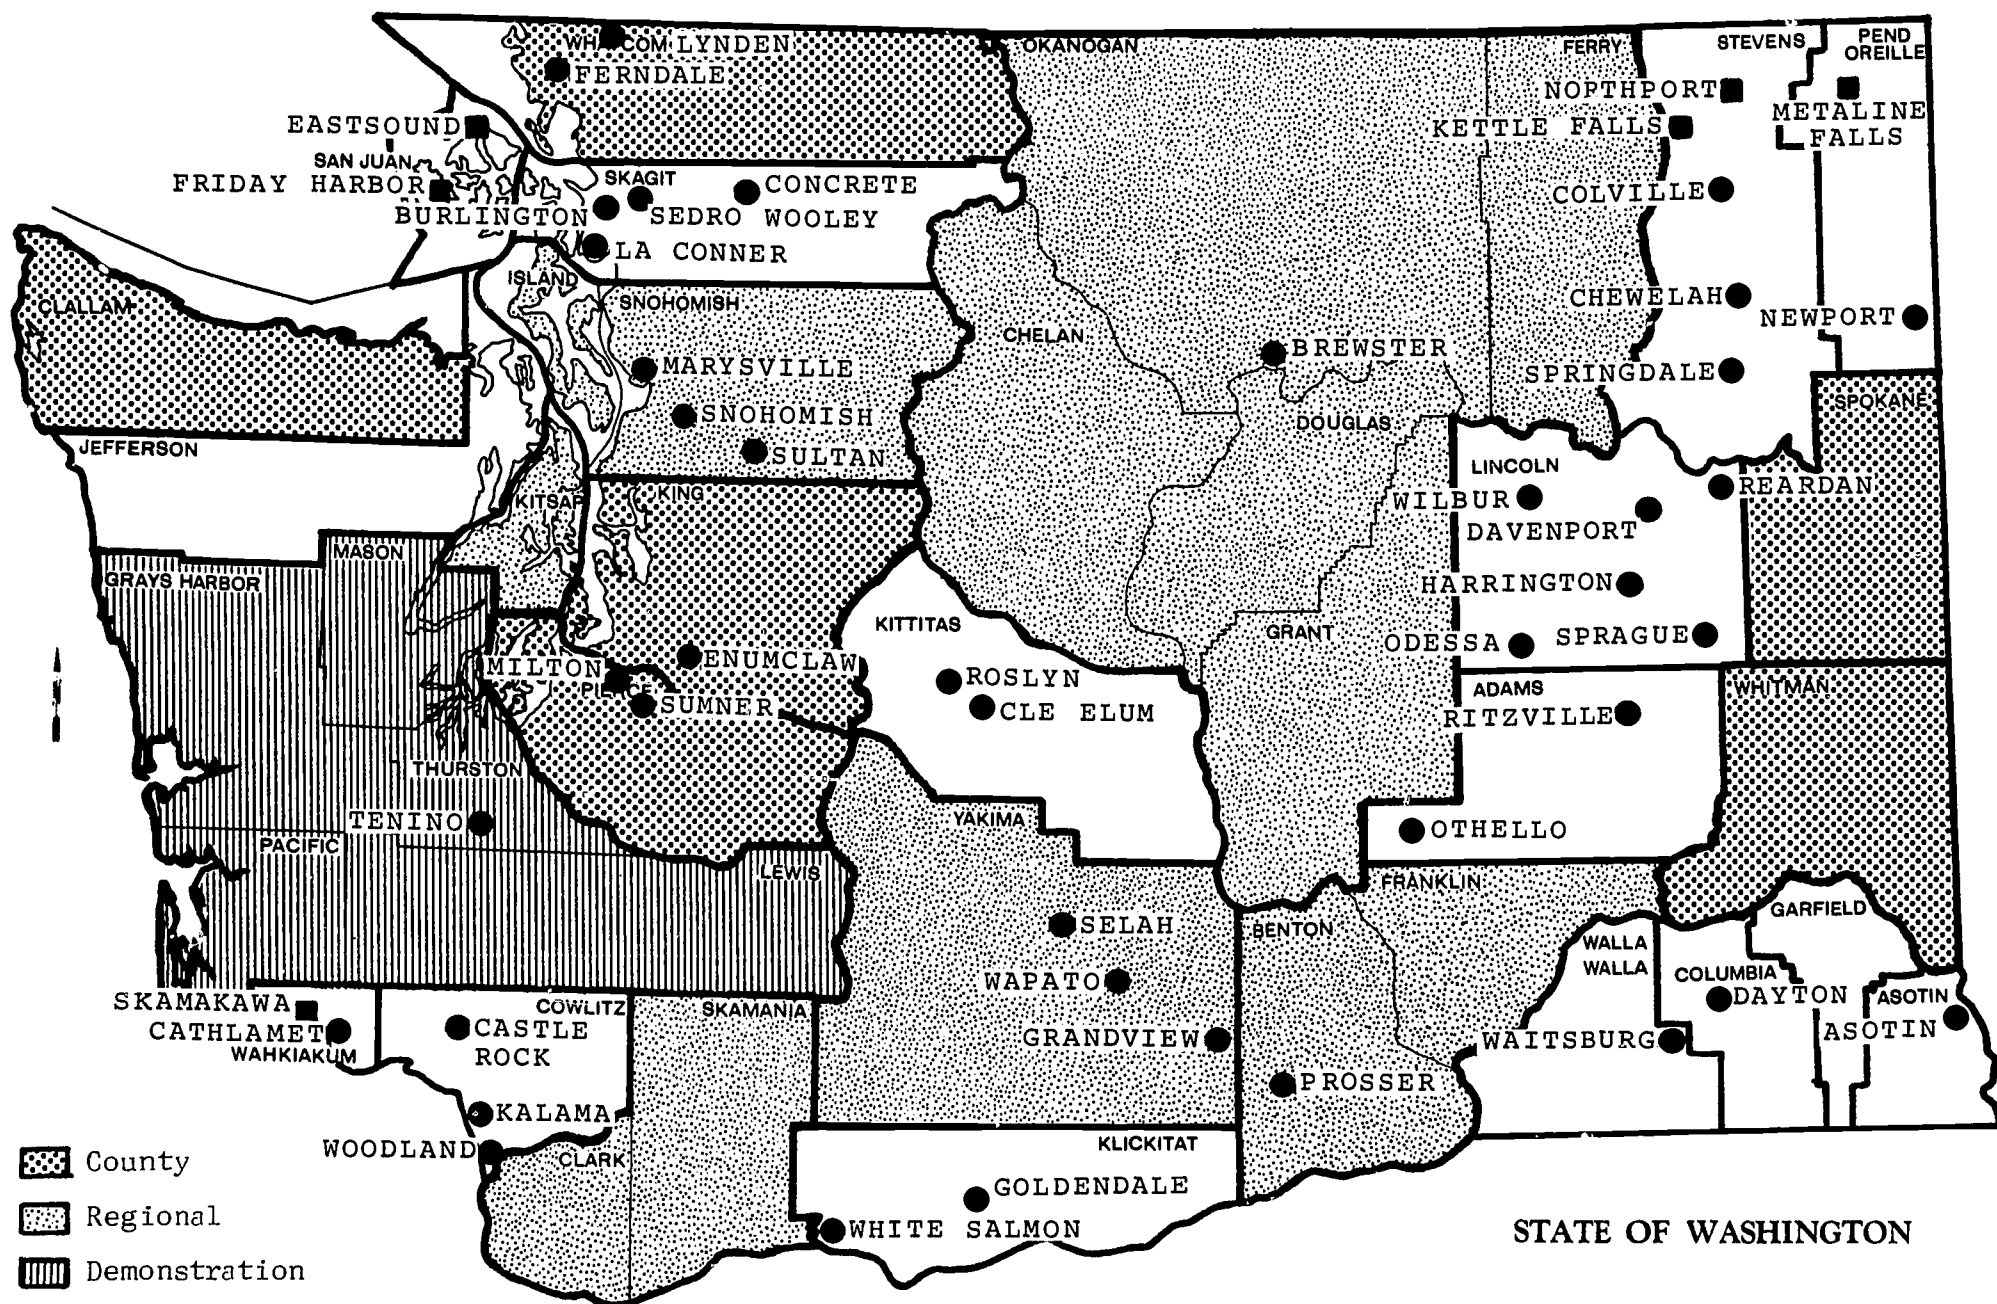 WHATCOM LYNDEN
FERNDALE
OKANOGAN
FERRY
STEVENS
PEND
OREILLE
NOPTHPORT
METALINE
FALLS
KETTLE FALLS
EASTSOUND
SAN JUAN
FRIDAY HARBOR
SKAGIT
CONCRETE
BURLINGTON
SEDRO WOOLEY
LA CONNER
COLVILLE
ISLAND
SNOHOMISH
CLALLAM
CHELAN
CHEWELAH
NEWPORT
MARYSVILLE
BREWSTER
SPRINGDALE
SPOKANE
SNOHOMISH
DOUGLAS
JEFFERSON
SULTAN
LINCOLN
KITSAP
KING
WILBUR
REARDAN
DAVENPORT
MASON
GRAYS HARBOR
HARRINGTON
KITTITAS
GRANT
ODESSA
SPRAGUE
MILTON
ENUMCLAW
PIERCE
SUMNER
ROSLYN
CLE ELUM
ADAMS
RITZVILLE
WHITMAN
THURSTON
TENINO
PACIFIC
YAKIMA
OTHELLO
LEWIS
FRANKLIN
GARFIELD
SELAH
BENTON
WALLA
WALLA
WAPATO
COLUMBIA
DAYTON
ASOTIN
ASOTIN
SKAMAKAWA
CATHLAMET
WAHKIAKUM
COWLITZ
CASTLE
ROCK
SKAMANIA
GRANDVIEW
WAITSBURG
PROSSER
KALAMA
WOODLAND
CLARK
KLICKITAT
GOLDENDALE
WHITE SALMON
County
Regional
Demonstration
STATE OF WASHINGTON